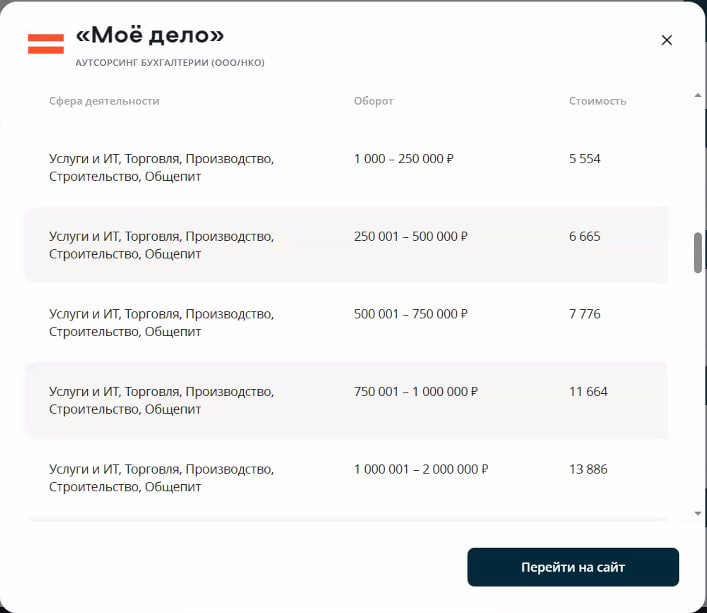 «Моё дело»
АУТСОРСИНГ БУХГАЛТЕРИИ (ООО/НКО)
Сфера деятельности Оборот Стоимость
Услуги и ИТ, Торговля, Производство, 1 000 – 250 000 ₽ 5 554
Строительство, Общепит
Услуги и ИТ, Торговля, Производство, 250 001 – 500 000 ₽ 6 665
Строительство, Общепит
Услуги и ИТ, Торговля, Производство, 500 001 – 750 000 ₽ 7 776
Строительство, Общепит
Услуги и ИТ, Торговля, Производство, 750 001 – 1 000 000 ₽ 11 664
Строительство, Общепит
Услуги и ИТ, Торговля, Производство, 1 000 001 – 2 000 000 ₽ 13 886
Строительство, Общепит
Перейти на сайт